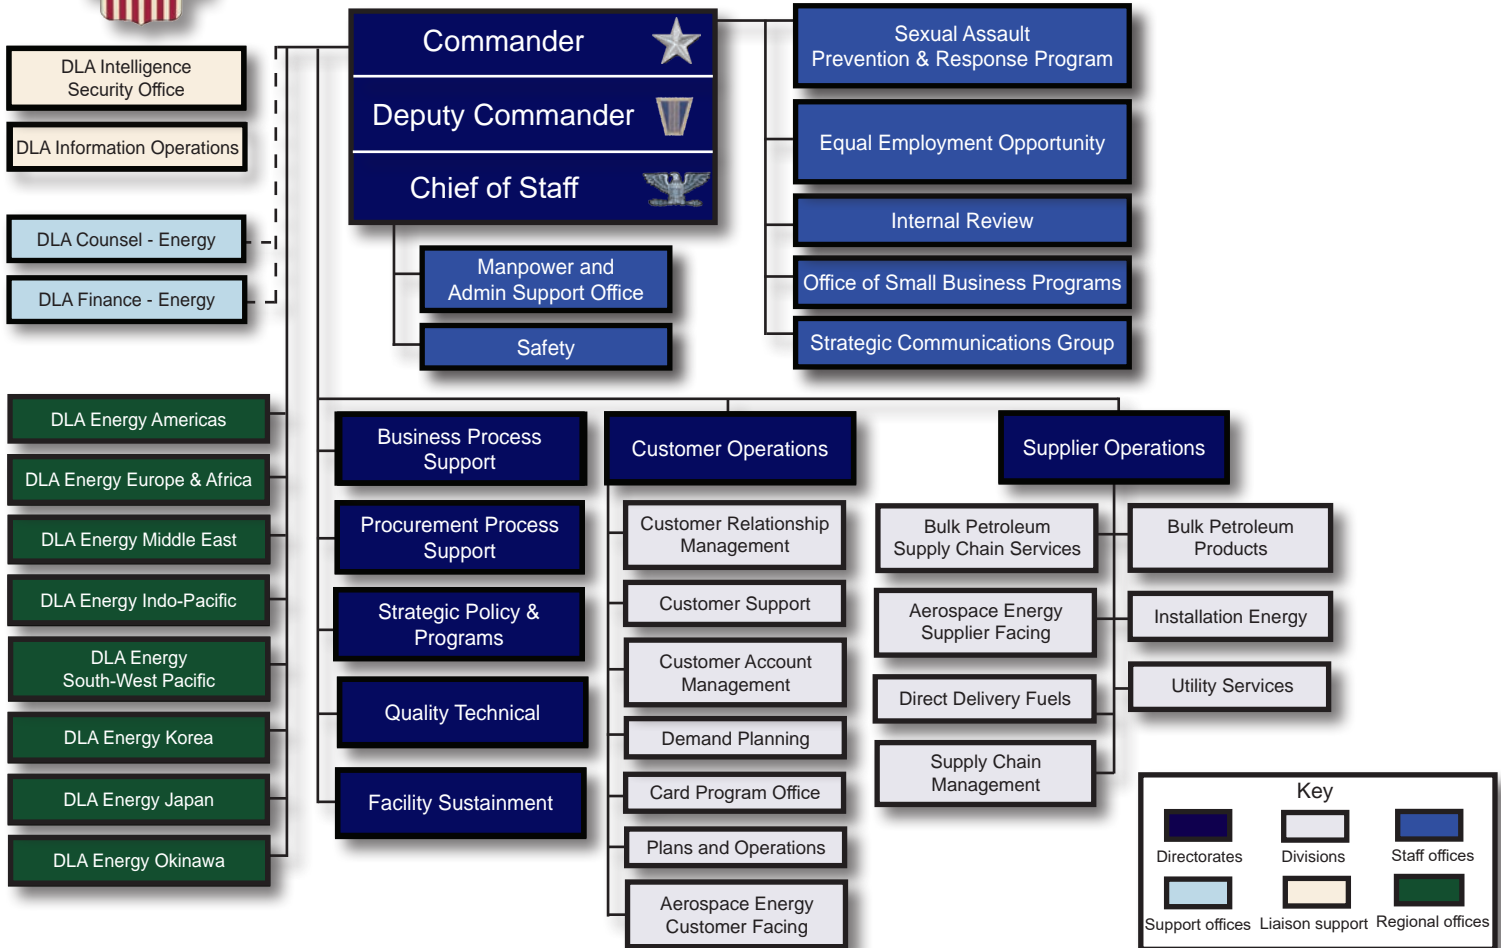 Commander
Deputy Commander
Chief of Staff
DLA Intelligence
Security Office
DLA Information Operations
DLA Counsel - Energy
DLA Finance - Energy
Sexual Assault
Prevention & Response Program
Equal Employment Opportunity
Internal Review
Office of Small Business Programs
Strategic Communications Group
Manpower and
Admin Support Office
Safety
DLA Energy Americas
DLA Energy Europe & Africa
DLA Energy Middle East
DLA Energy Indo-Pacific
DLA Energy
South-West Pacific
DLA Energy Korea
DLA Energy Japan
DLA Energy Okinawa
Business Process
Support
Procurement Process
Support
Strategic Policy &
Programs
Quality Technical
Facility Sustainment
Customer Operations
Customer Relationship
Management
Customer Support
Customer Account
Management
Demand Planning
Card Program Office
Plans and Operations
Aerospace Energy
Customer Facing
Supplier Operations
Bulk Petroleum
Supply Chain Services
Aerospace Energy
Supplier Facing
Direct Delivery Fuels
Supply Chain
Management
Bulk Petroleum
Products
Installation Energy
Utility Services
Key
Directorates
Divisions
Staff offices
Support offices
Liaison support
Regional offices